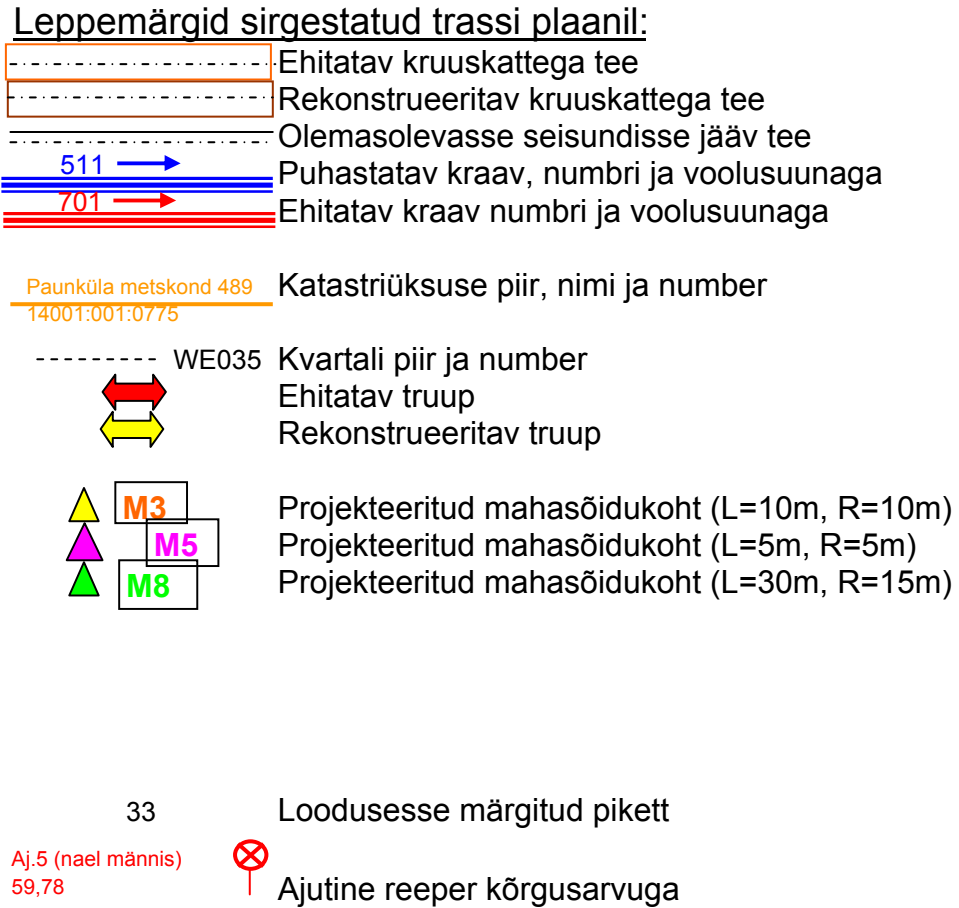 Leppemärgid sirgestatud trassi plaanil:
Ehitatav kruuskattega tee
Rekonstrueeritav kruuskattega tee
Olemasolevasse seisundisse jääv tee
511 Puhastatav kraav, numbri ja voolusuunaga
701 Ehitatav kraav numbri ja voolusuunaga
Paunküla metskond 489 Katastriüksuse piir, nimi ja number
14001:001:0775
WE035 Kvartali piir ja number
Ehitatav truup
Rekonstrueeritav truup
M3 Projekteeritud mahasõidukoht (L=10m, R=10m)
M5 Projekteeritud mahasõidukoht (L=5m, R=5m)
M8 Projekteeritud mahasõidukoht (L=30m, R=15m)
33 Loodusesse märgitud pikett
Aj.5 (nael männis)
59,78 Ajutine reeper kõrgusarvuga